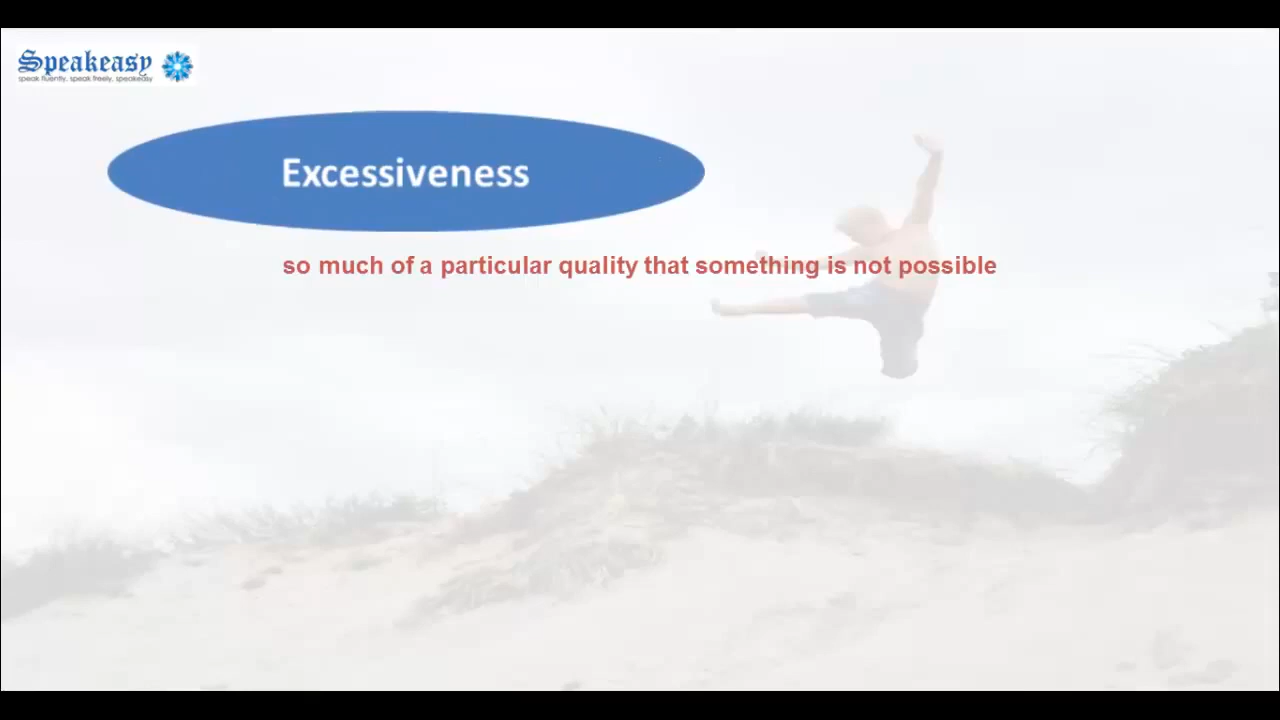 Speakeasy
speak fluently, speak freely, speakeasy
Excessiveness
so much of a particular quality that something is not possible